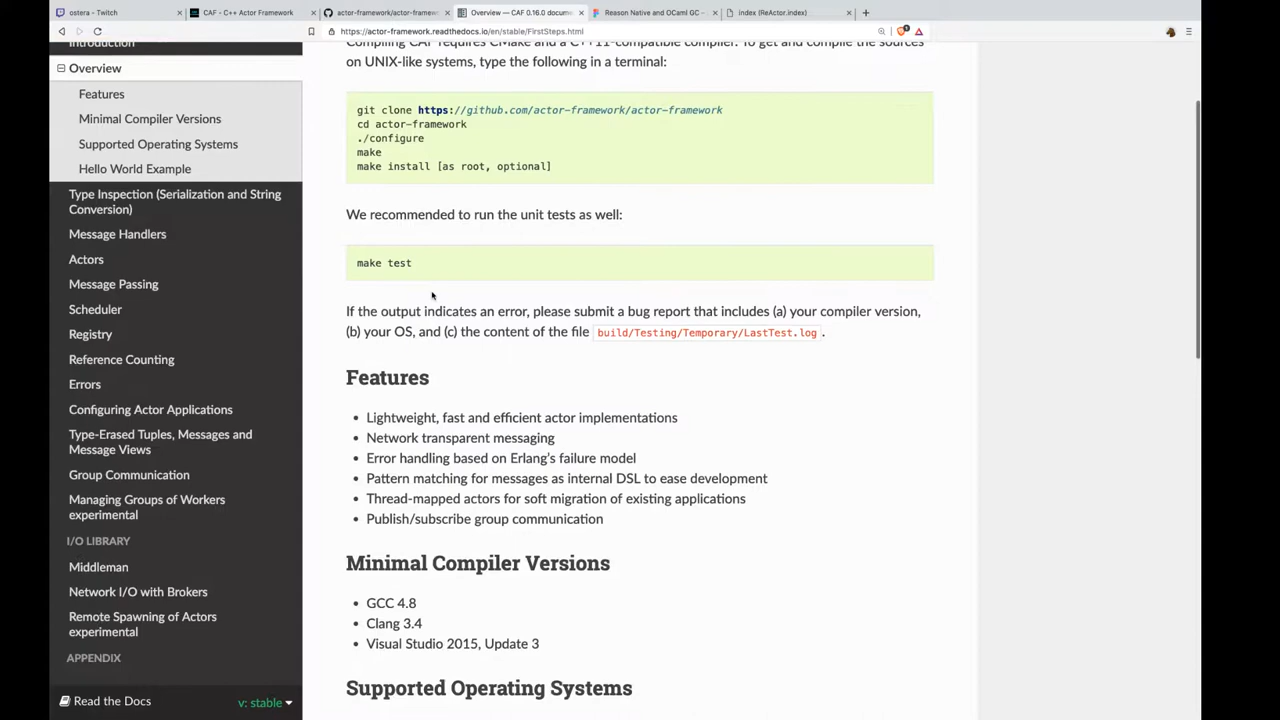 ostera - Twitch
CAF - C++ Actor Framework
actor-framework/actor-framew
Overview — CAF 0.16.0 docume
Reason Native and OCaml GC –
index (ReActor.index)
https://actor-framework.readthedocs.io/en/stable/FirstSteps.html
Introduction
Overview
Features
Minimal Compiler Versions
Supported Operating Systems
Hello World Example
Type Inspection (Serialization and String
Conversion)
Message Handlers
Actors
Message Passing
Scheduler
Registry
Reference Counting
Errors
Configuring Actor Applications
Type-Erased Tuples, Messages and
Message Views
Group Communication
Managing Groups of Workers
experimental
I/O LIBRARY
Middleman
Network I/O with Brokers
Remote Spawning of Actors
experimental
APPENDIX
Read the Docs
v: stable
Compiling CAF requires CMake and a C++11-compatible compiler. To get and compile the sources
on UNIX-like systems, type the following in a terminal:
git clone https://github.com/actor-framework/actor-framework
cd actor-framework
./configure
make
make install [as root, optional]
We recommended to run the unit tests as well:
make test
If the output indicates an error, please submit a bug report that includes (a) your compiler version,
(b) your OS, and (c) the content of the file build/Testing/Temporary/LastTest.log .
Features
• Lightweight, fast and efficient actor implementations
• Network transparent messaging
• Error handling based on Erlang's failure model
• Pattern matching for messages as internal DSL to ease development
• Thread-mapped actors for soft migration of existing applications
• Publish/subscribe group communication
Minimal Compiler Versions
• GCC 4.8
• Clang 3.4
• Visual Studio 2015, Update 3
Supported Operating Systems